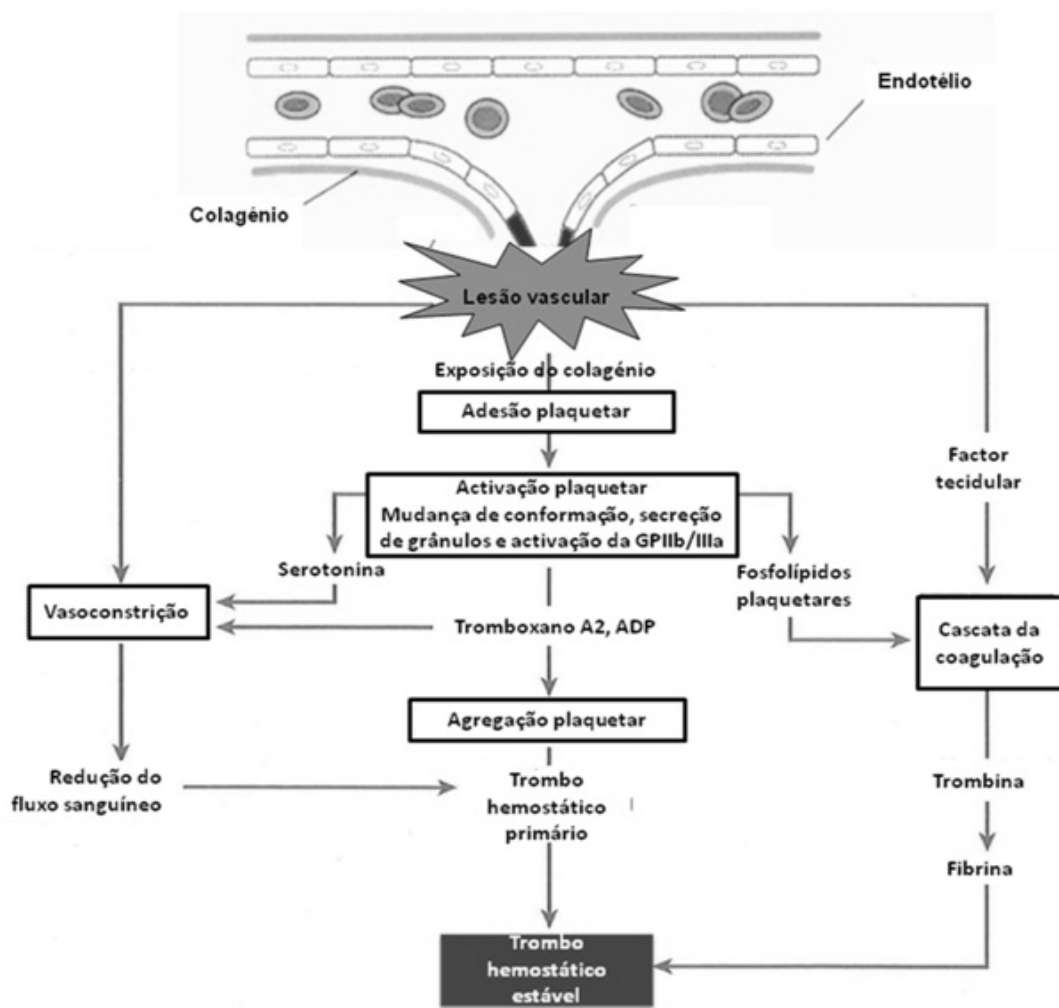 Endotélio
Colagénio
Lesão vascular
Exposição do colagénio
Adesão plaquetar
Factor
tecidular
Activação plaquetar
Mudança de conformação, secreção
de grânulos e activação da GPIIb/IIIa
Serotonina
Fosfolípidos
plaquetares
Vasoconstrição
Tromboxano A2, ADP
Cascata da
coagulação
Agregação plaquetar
Redução do
fluxo sanguíneo
Trombo
hemostático
primário
Trombina
Fibrina
Trombo
hemostático
estável